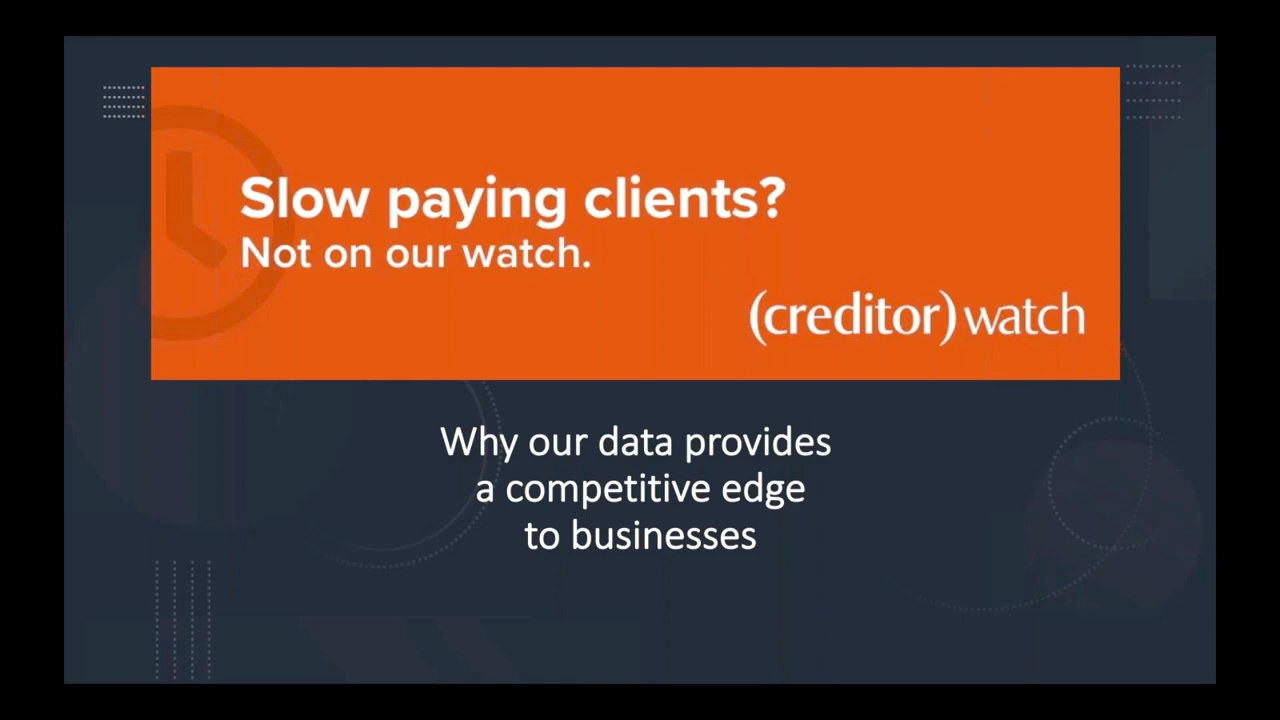 Slow paying clients?
Not on our watch.
(creditor)watch
Why our data provides
a competitive edge
to businesses